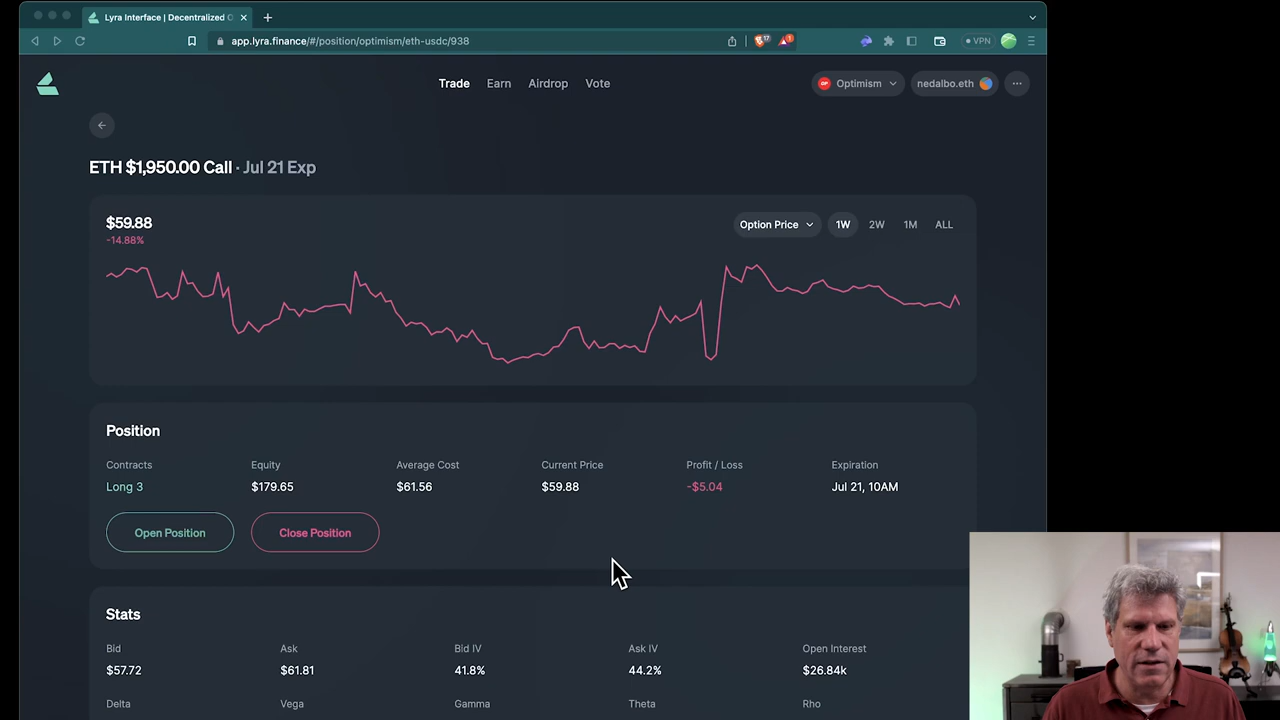 Lyra Interface | Decentralized O
app.lyra.finance/#/position/optimism/eth-usdc/938
17
1
VPN
Trade Earn Airdrop Vote
OP Optimism
nedalbo.eth
ETH $1,950.00 Call · Jul 21 Exp
$59.88
-14.88%
Option Price 1W 2W 1M ALL
Position
Contracts Equity Average Cost Current Price Profit / Loss Expiration
Long 3 $179.65 $61.56 $59.88 -$5.04 Jul 21, 10AM
Open Position Close Position
Stats
Bid Ask Bid IV Ask IV Open Interest
$57.72 $61.81 41.8% 44.2% $26.84k
Delta Vega Gamma Theta Rho